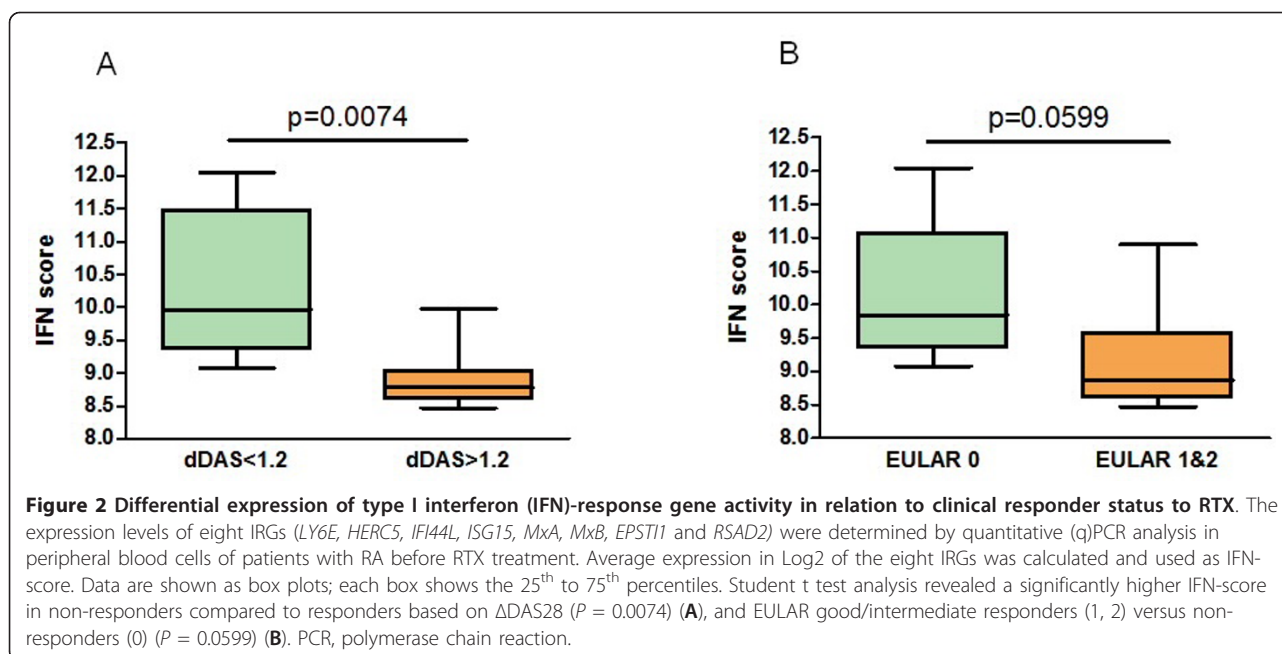 A
p=0.0074
12.5
12.0
11.5
11.0
10.5
10.0
9.5
9.0
8.5
8.0
IFN score
dDAS<1.2 dDAS>1.2
B
p=0.0599
12.5
12.0
11.5
11.0
10.5
10.0
9.5
9.0
8.5
8.0
IFN score
EULAR 0 EULAR 1&2
Figure 2 Differential expression of type I interferon (IFN)-response gene activity in relation to clinical responder status to RTX. The
expression levels of eight IRGs (LY6E, HERC5, IFI44L, ISG15, MxA, MxB, EPSTI1 and RSAD2) were determined by quantitative (q)PCR analysis in
peripheral blood cells of patients with RA before RTX treatment. Average expression in Log2 of the eight IRGs was calculated and used as IFN-
score. Data are shown as box plots; each box shows the 25th to 75th percentiles. Student t test analysis revealed a significantly higher IFN-score
in non-responders compared to responders based on ΔDAS28 (P = 0.0074) (A), and EULAR good/intermediate responders (1, 2) versus non-
responders (0) (P = 0.0599) (B). PCR, polymerase chain reaction.